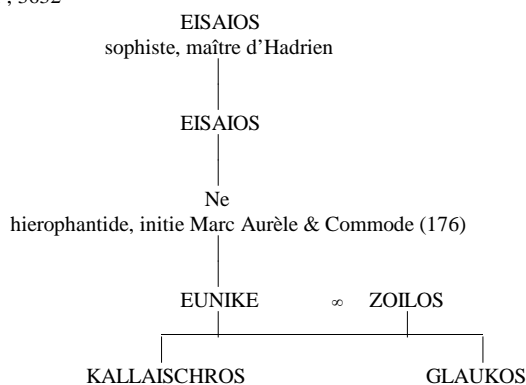 EISAIOS
sophiste, maître d’Hadrien
EISAIOS
Ne
hierophantide, initie Marc Aurèle & Commode (176)
EUNIKE ∞ ZOILOS
KALLAISCHROS GLAUKOS